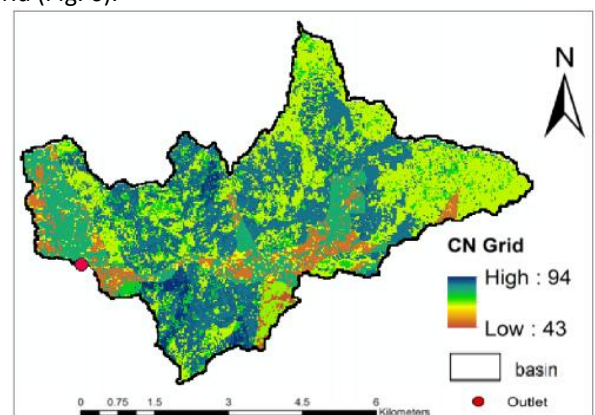 N
CN Grid
High : 94
Low : 43
basin
Outlet
0 0.75 1.5 3 4.5 6
Kilometers